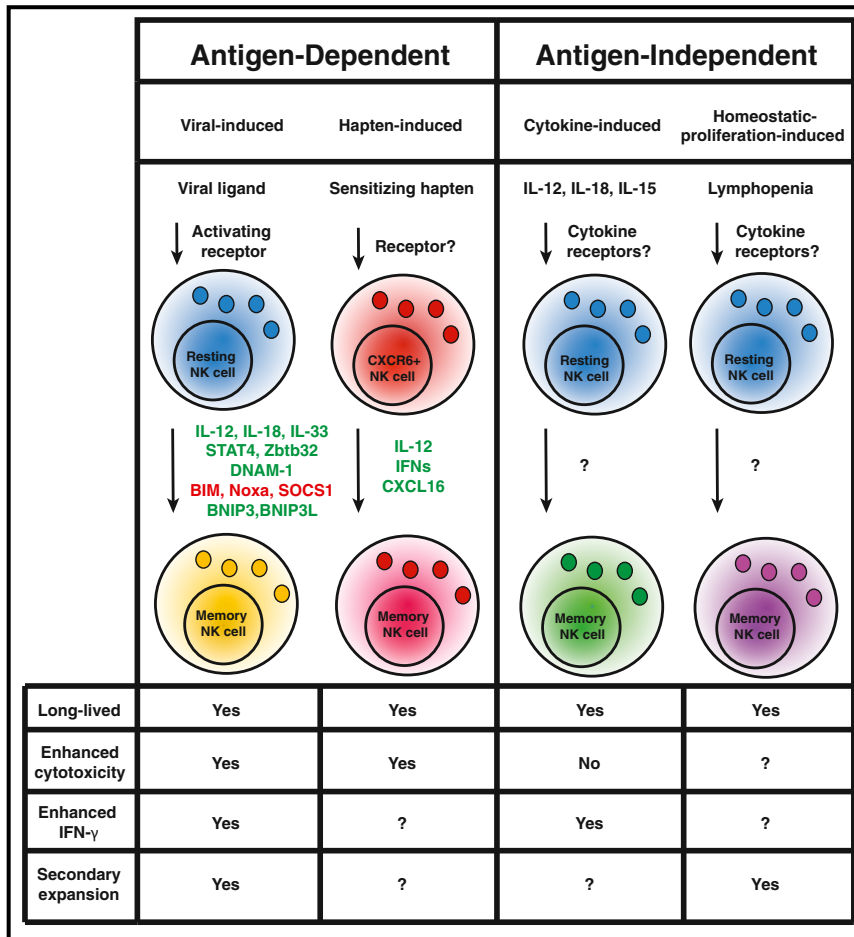 Antigen-Dependent
Antigen-Independent
Viral-induced
Hapten-induced
Cytokine-induced
Homeostatic-
proliferation-induced
Viral ligand
Activating
receptor
Resting
NK cell
IL-12, IL-18, IL-33
STAT4, Zbtb32
DNAM-1
BIM, Noxa, SOCS1
BNIP3,BNIP3L
Memory
NK cell
Sensitizing hapten
Receptor?
CXCR6+
NK cell
IL-12
IFNs
CXCL16
Memory
NK cell
IL-12, IL-18, IL-15
Cytokine
receptors?
Resting
NK cell
?
Memory
NK cell
Lymphopenia
Cytokine
receptors?
Resting
NK cell
?
Memory
NK cell
Long-lived
Yes
Yes
Yes
Yes
Enhanced
cytotoxicity
Yes
Yes
No
?
Enhanced
IFN-γ
Yes
?
Yes
?
Secondary
expansion
Yes
?
?
Yes